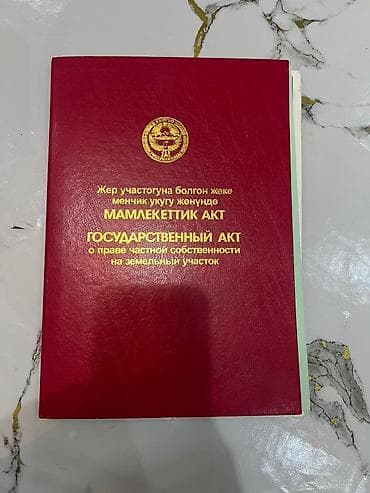 Жер участогуна болгон жеке
менчик укугу жөнүндө
МАМЛЕКЕТТИК АКТ
ГОСУДАРСТВЕННЫЙ АКТ
о праве частной собственности
на земельный участок